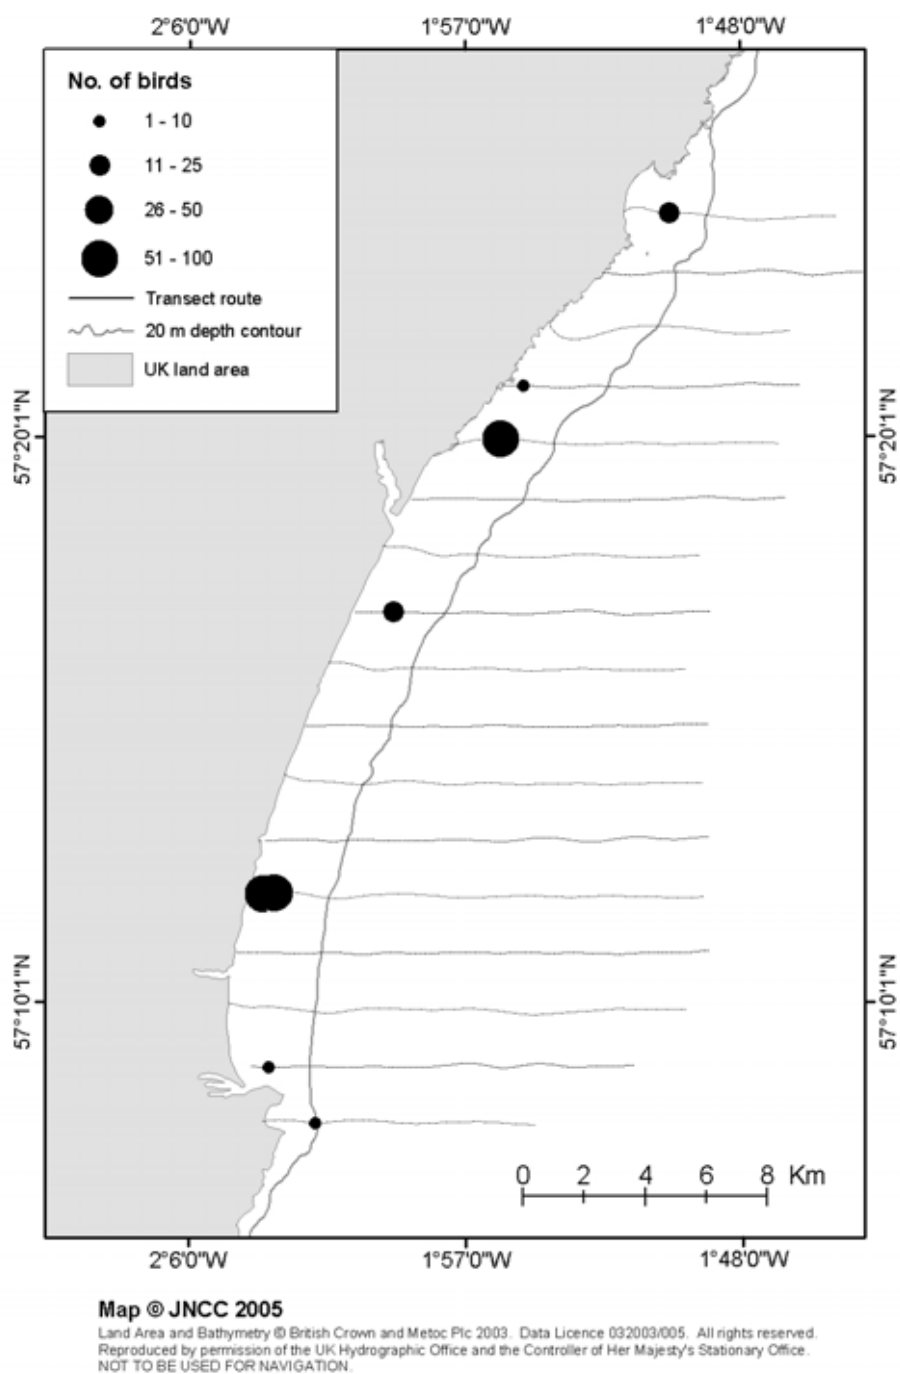 2°6'0"W 1°57'0"W 1°48'0"W
No. of birds
1 - 10
11 - 25
26 - 50
51 - 100
Transect route
20 m depth contour
UK land area
57°20'1"N 57°20'1"N
57°10'1"N 57°10'1"N
0 2 4 6 8 Km
2°6'0"W 1°57'0"W 1°48'0"W
Map © JNCC 2005
Land Area and Bathymetry © British Crown and Metoc Plc 2003. Data Licence 032003/005. All rights reserved.
Reproduced by permission of the UK Hydrographic Office and the Controller of Her Majesty's Stationary Office.
NOT TO BE USED FOR NAVIGATION.